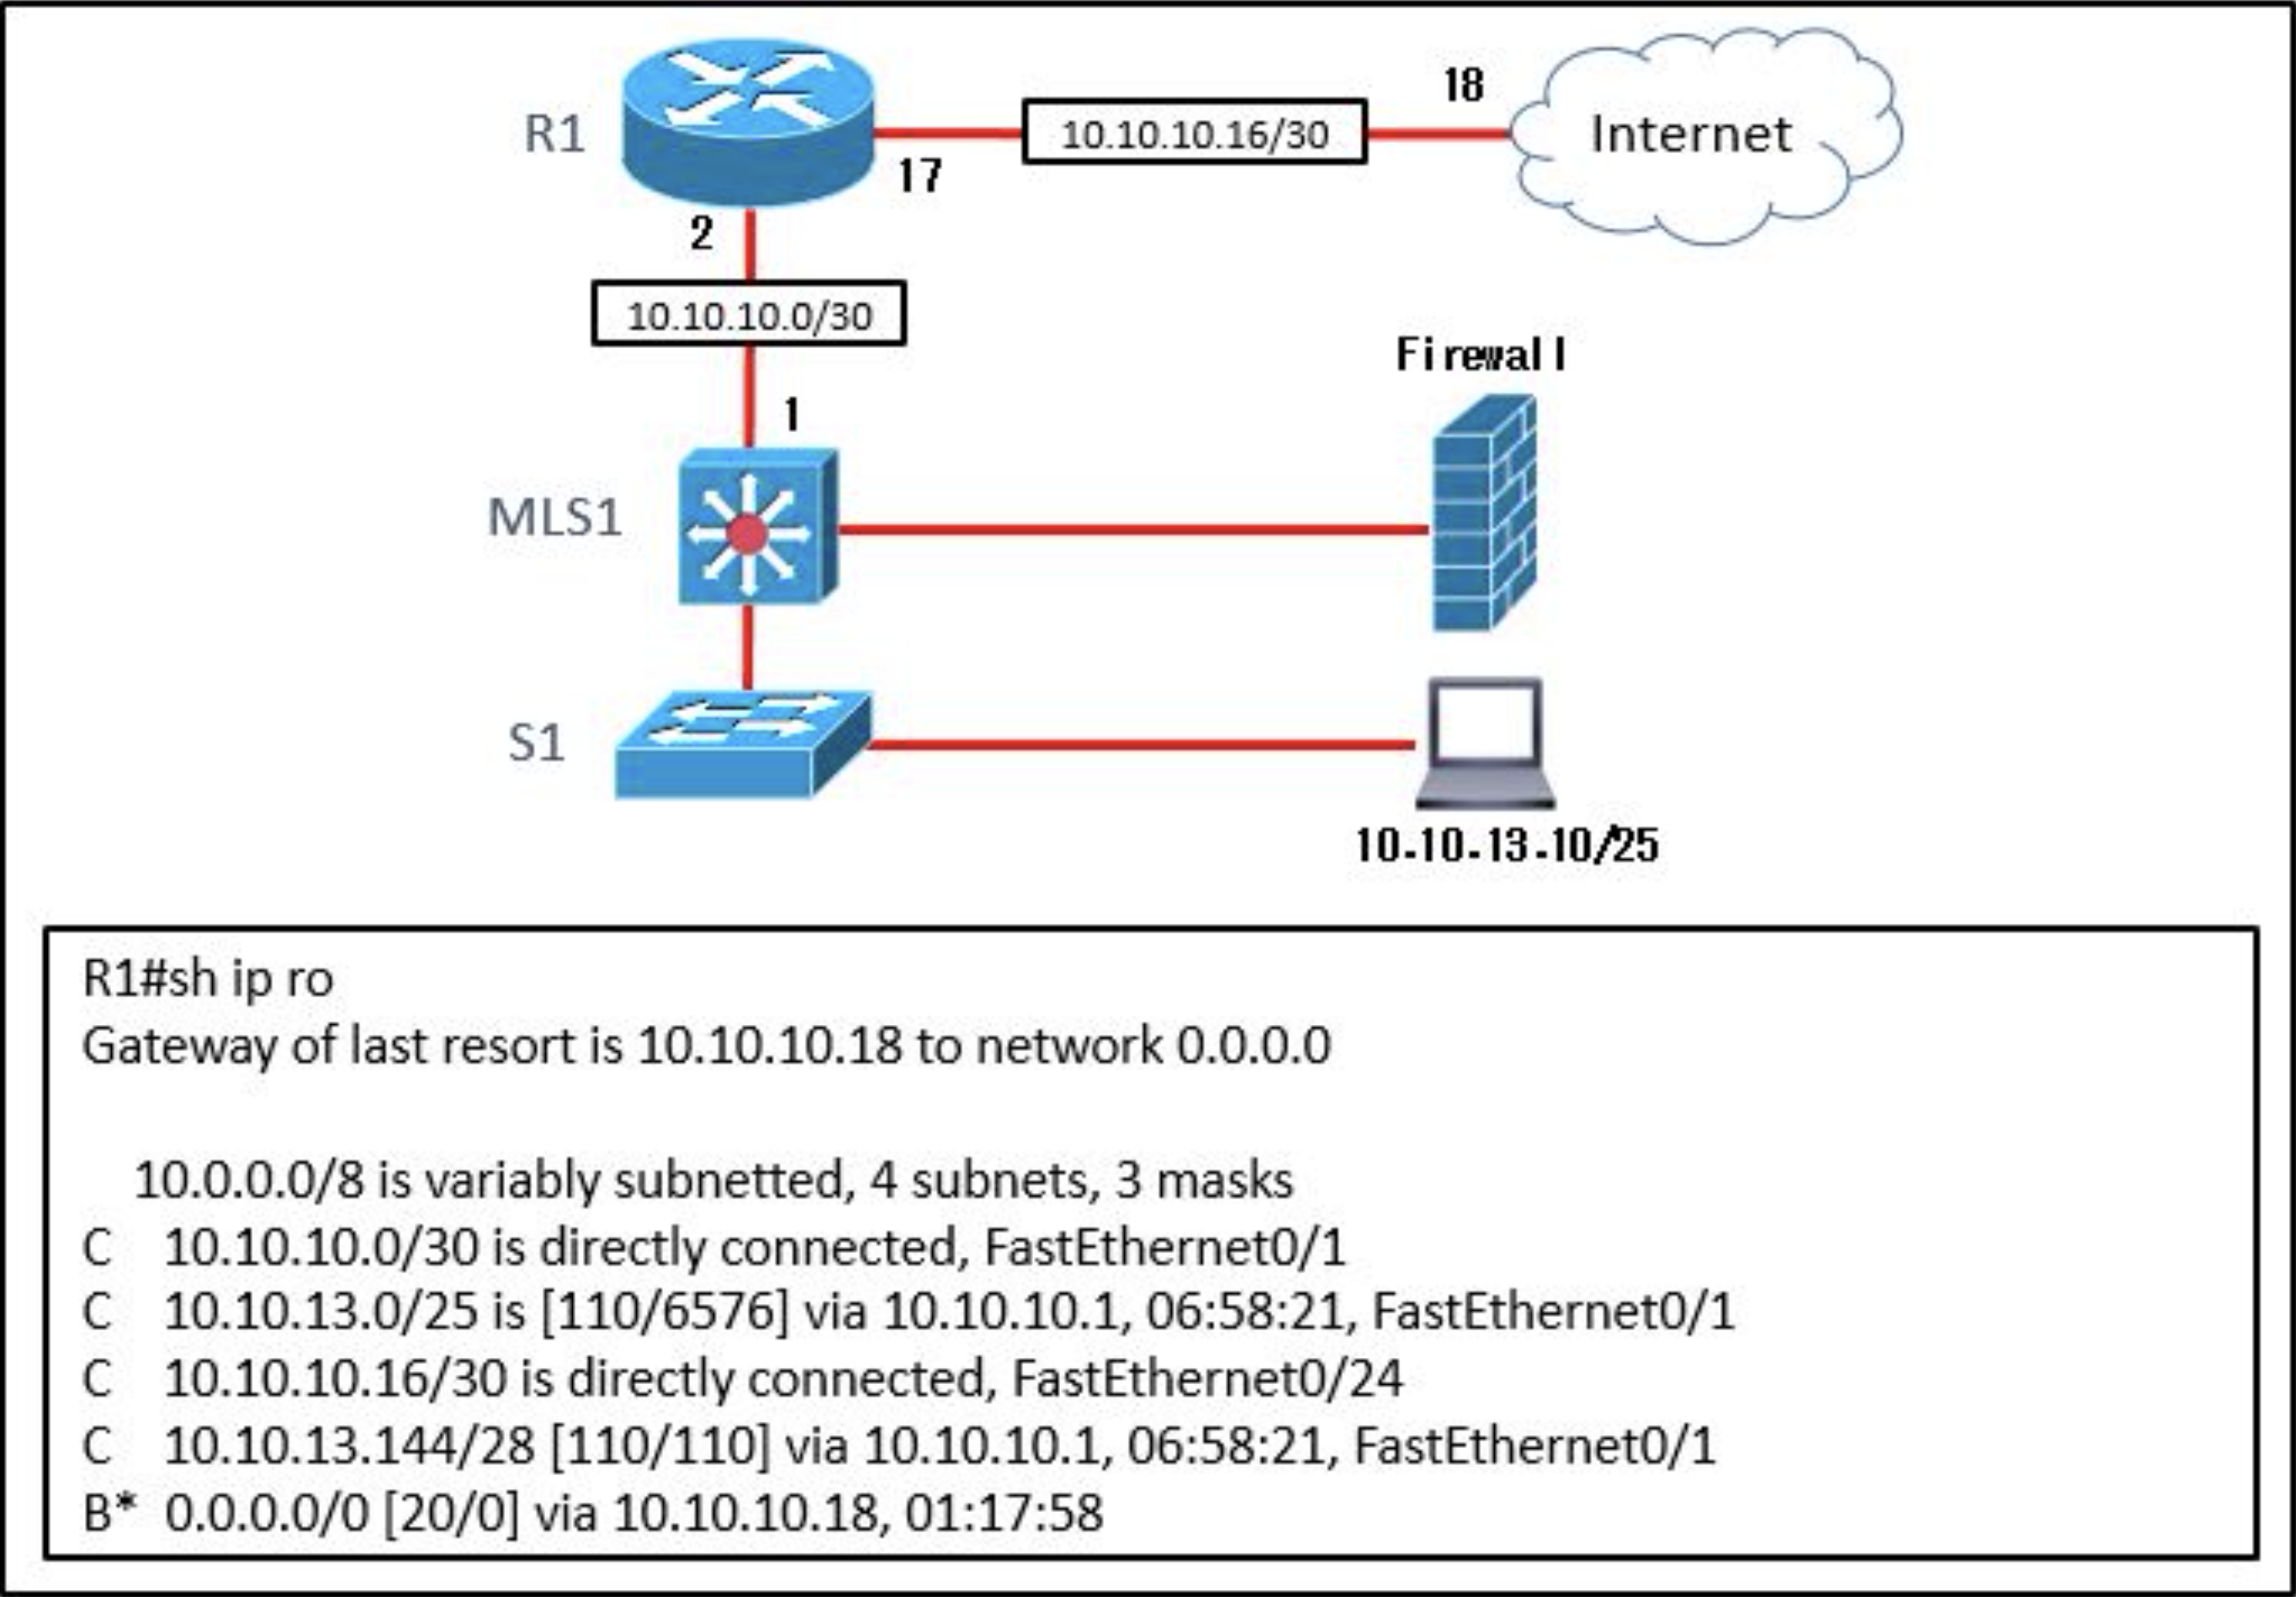 R1
17
10.10.10.16/30
18
Internet
2
10.10.10.0/30
1
Firewall
MLS1
S1
10.10.13.10/25
R1#sh ip ro
Gateway of last resort is 10.10.10.18 to network 0.0.0.0
10.0.0.0/8 is variably subnetted, 4 subnets, 3 masks
C 10.10.10.0/30 is directly connected, FastEthernet0/1
C 10.10.13.0/25 is [110/6576] via 10.10.10.1, 06:58:21, FastEthernet0/1
C 10.10.10.16/30 is directly connected, FastEthernet0/24
C 10.10.13.144/28 [110/110] via 10.10.10.1, 06:58:21, FastEthernet0/1
B* 0.0.0.0/0 [20/0] via 10.10.10.18, 01:17:58